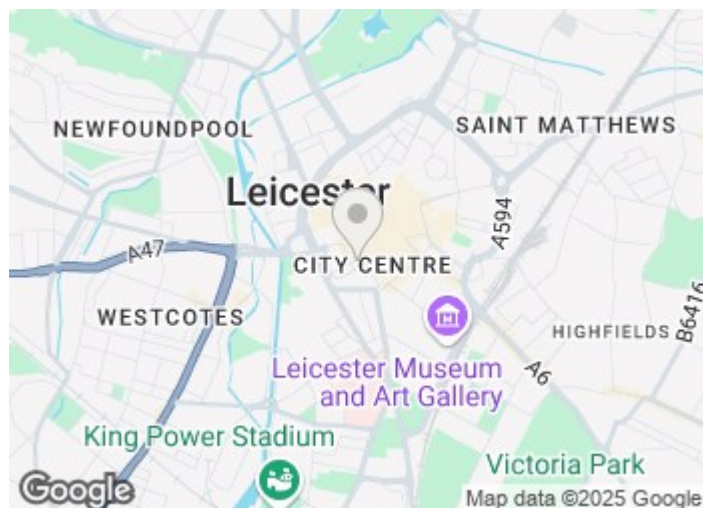 NEWFOUNDPOOL
SAINT MATTHEWS
Leicester
A594
A47
CITY CENTRE
B6416
WESTCOTES
HIGHFIELDS
Leicester Museum
and Art Gallery
A6
King Power Stadium
Victoria Park
Google
Map data ©2025 Google